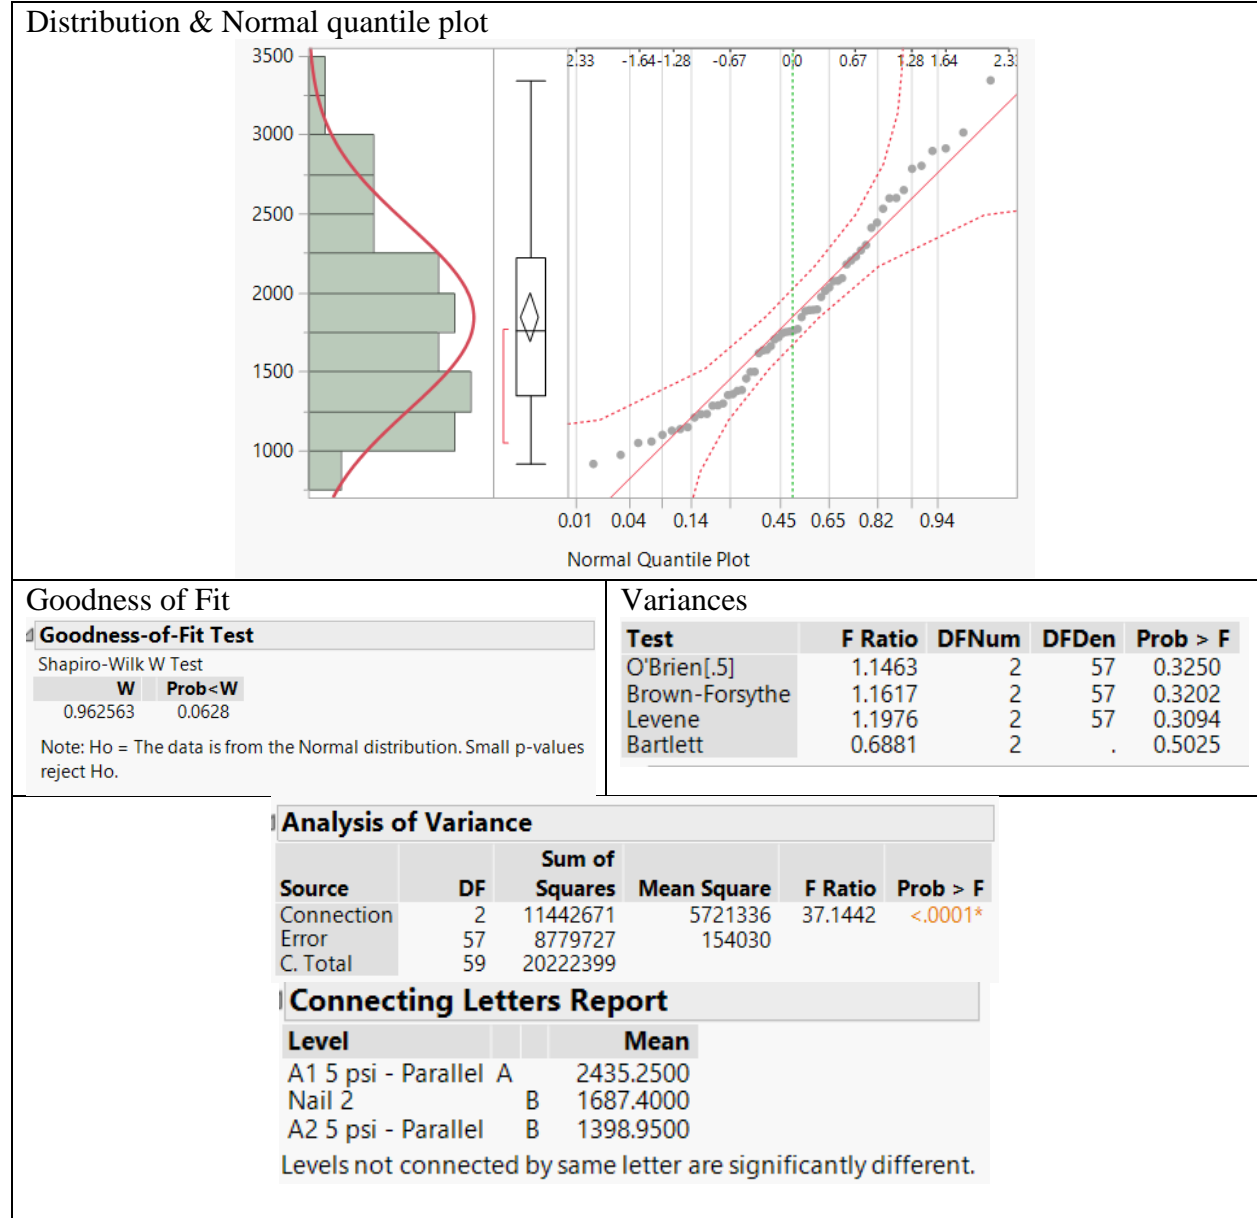 Distribution & Normal quantile plot
3500
3000
2500
2000
1500
1000
2.33 -1.64 -1.28 -0.67 0.0 0.67 1.28 1.64 2.3
0.01 0.04 0.14 0.45 0.65 0.82 0.94
Normal Quantile Plot
Goodness of Fit
Goodness-of-Fit Test
Shapiro-Wilk W Test
W Prob<W
0.962563 0.0628
Note: Ho = The data is from the Normal distribution. Small p-values
reject Ho.
Variances
Test F Ratio DFNum DFDen Prob > F
O'Brien[.5] 1.1463 2 57 0.3250
Brown-Forsythe 1.1617 2 57 0.3202
Levene 1.1976 2 57 0.3094
Bartlett 0.6881 2 . 0.5025
Analysis of Variance
Sum of
Source DF Squares Mean Square F Ratio Prob > F
Connection 2 11442671 5721336 37.1442 <.0001*
Error 57 8779727 154030
C. Total 59 20222399
Connecting Letters Report
Level Mean
A1 5 psi - Parallel A 2435.2500
Nail 2 B 1687.4000
A2 5 psi - Parallel B 1398.9500
Levels not connected by same letter are significantly different.